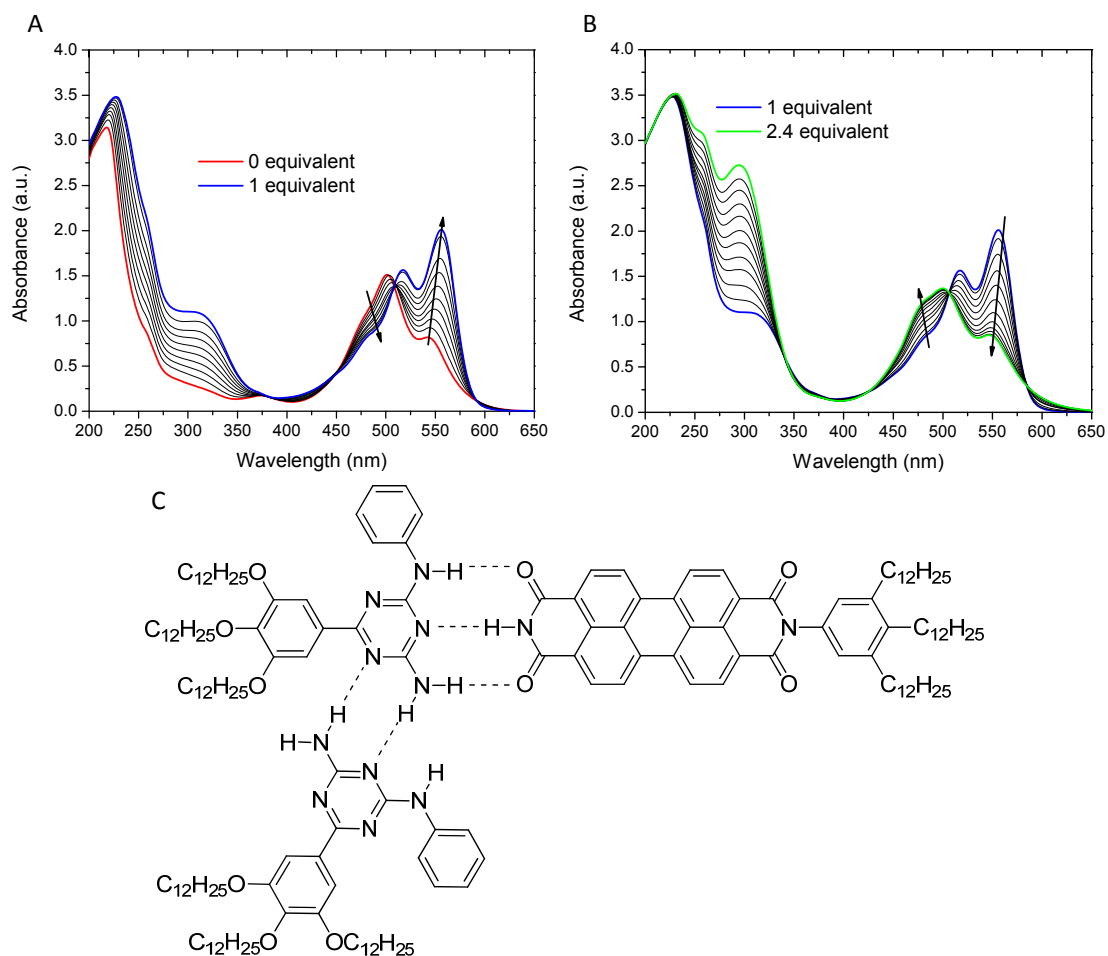 A
B
4.0
3.5
3.0
2.5
2.0
1.5
1.0
0.5
0.0
Absorbance (a.u.)
0 equivalent
1 equivalent
200 250 300 350 400 450 500 550 600 650
Wavelength (nm)
4.0
3.5
3.0
2.5
2.0
1.5
1.0
0.5
0.0
Absorbance (a.u.)
1 equivalent
2.4 equivalent
200 250 300 350 400 450 500 550 600 650
Wavelength (nm)
C
C12H25O N H O O C12H25
C12H25O N N N H N N C12H25
C12H25O N H O O C12H25
H H
H N N H
N N N
C12H25O
C12H25O OC12H25